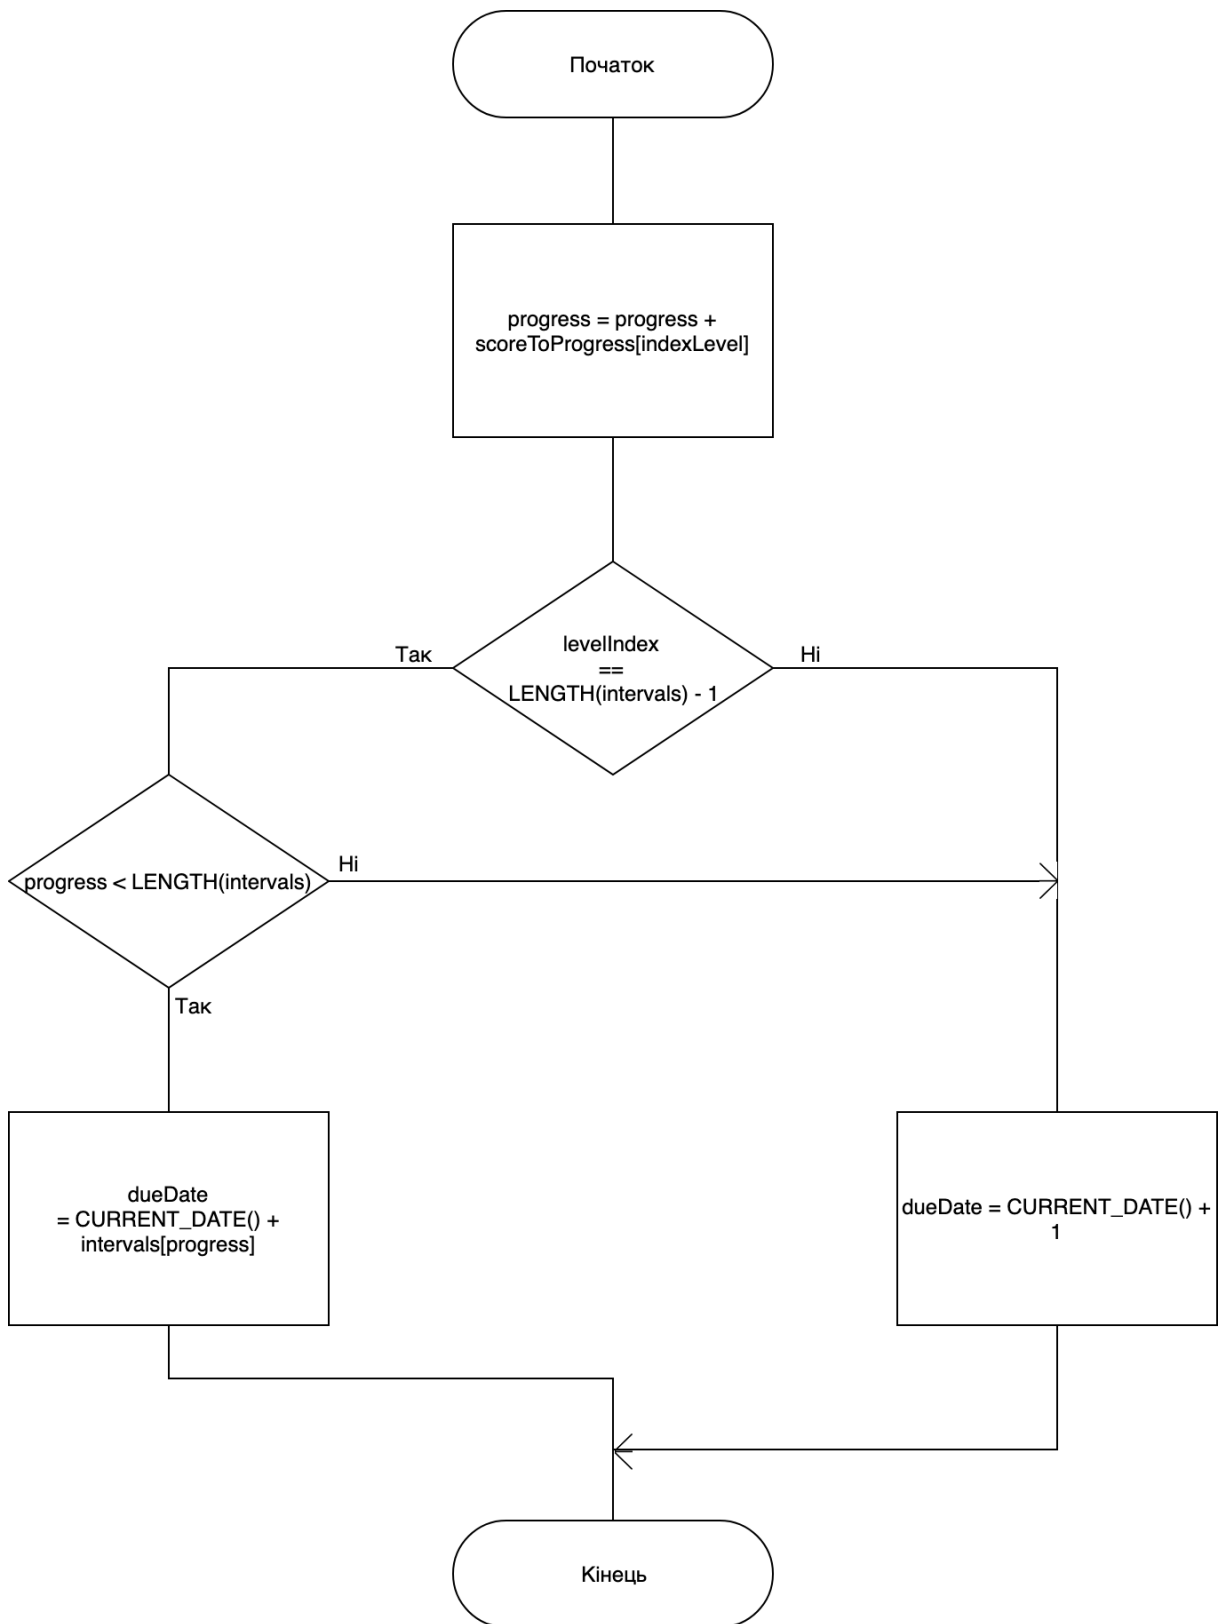 Початок
progress = progress +
scoreToProgress[indexLevel]
levelIndex
==
LENGTH(intervals) - 1
Так
Ні
progress < LENGTH(intervals)
Ні
Так
dueDate
= CURRENT_DATE() +
intervals[progress]
dueDate = CURRENT_DATE() +
1
Кінець